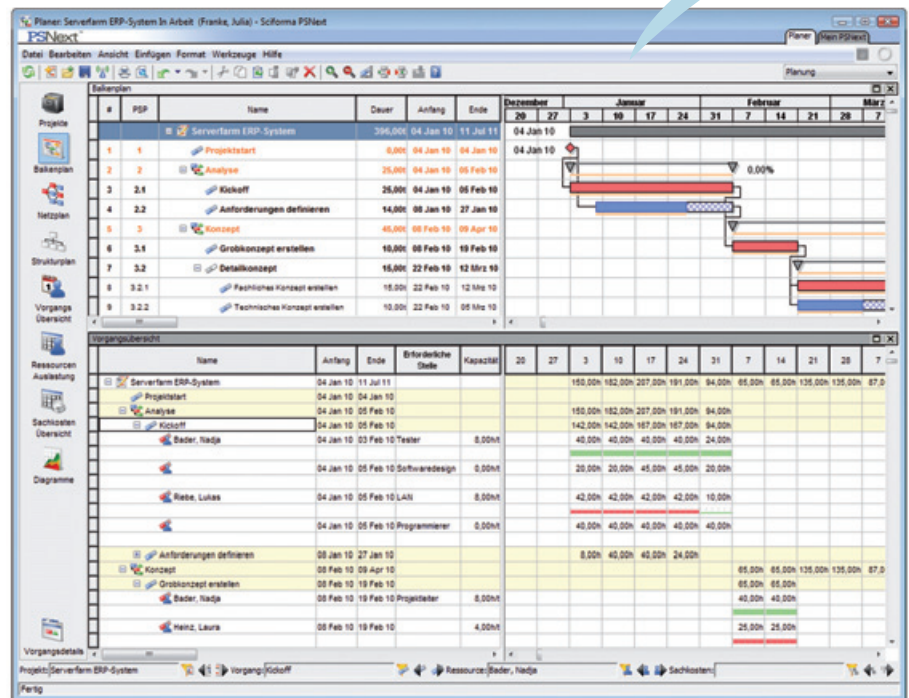 Planer: Serverfarm ERP-System In Arbeit (Franke, Julia) - Sciforma PSNext
PSNext
Planer Mein PSNext
Datei Bearbeiten Ansicht Einfügen Format Werkzeuge Hilfe
Planung
Projekte
Balkenplan
Netzplan
Strukturplan
Vorgangs Übersicht
Ressourcen Auslastung
Sachkosten Übersicht
Diagramme
Vorgangsdetails
Balkenplan
# PSP Name Dauer Anfang Ende Dezember Januar Februar März
20 27 3 10 17 24 31 7 14 21 28 7
Serverfarm ERP-System 396,00t 04 Jan 10 11 Jul 11 04 Jan 10
1 1 Projektstart 0,00t 04 Jan 10 04 Jan 10 04 Jan 10
2 2 Analyse 25,00t 04 Jan 10 05 Feb 10 0,00%
3 2.1 Kickoff 25,00t 04 Jan 10 05 Feb 10
4 2.2 Anforderungen definieren 14,00t 08 Jan 10 27 Jan 10
5 3 Konzept 45,00t 08 Feb 10 09 Apr 10
6 3.1 Grobkonzept erstellen 10,00t 08 Feb 10 19 Feb 10
7 3.2 Detailkonzept 15,00t 22 Feb 10 12 Mrz 10
8 3.2.1 Fachliches Konzept erstellen 15,00t 22 Feb 10 12 Mrz 10
9 3.2.2 Technisches Konzept erstellen 10,00t 22 Feb 10 05 Mrz 10
Vorgangsübersicht
Name Anfang Ende Erforderliche Stelle Kapazität 20 27 3 10 17 24 31 7 14 21 28 7
Serverfarm ERP-System 04 Jan 10 11 Jul 11 150,00h 182,00h 207,00h 191,00h 94,00h 65,00h 65,00h 135,00h 135,00h 87,0
Projektstart 04 Jan 10 04 Jan 10
Analyse 04 Jan 10 05 Feb 10 150,00h 182,00h 207,00h 191,00h 94,00h
Kickoff 04 Jan 10 05 Feb 10 142,00h 142,00h 167,00h 167,00h 94,00h
Bader, Nadja 04 Jan 10 03 Feb 10 Tester 8,00h/t 40,00h 40,00h 40,00h 40,00h 24,00h
04 Jan 10 05 Feb 10 Softwaredesign 0,00h/t 20,00h 20,00h 45,00h 45,00h 20,00h
Riebe, Lukas 04 Jan 10 05 Feb 10 LAN 8,00h/t 42,00h 42,00h 42,00h 42,00h 10,00h
04 Jan 10 05 Feb 10 Programmierer 0,00h/t 40,00h 40,00h 40,00h 40,00h 40,00h
Anforderungen definieren 08 Jan 10 27 Jan 10 8,00h 40,00h 40,00h 24,00h
Konzept 08 Feb 10 09 Apr 10 65,00h 65,00h 135,00h 135,00h 87,0
Grobkonzept erstellen 08 Feb 10 19 Feb 10 65,00h 65,00h
Bader, Nadja 08 Feb 10 19 Feb 10 Projektleiter 8,00h/t 40,00h 40,00h
Heinz, Laura 08 Feb 10 19 Feb 10 4,00h/t 25,00h 25,00h
Projekt: Serverfarm ERP-System Vorgang: Kickoff Ressource: Bader, Nadja Sachkosten:
Fertig